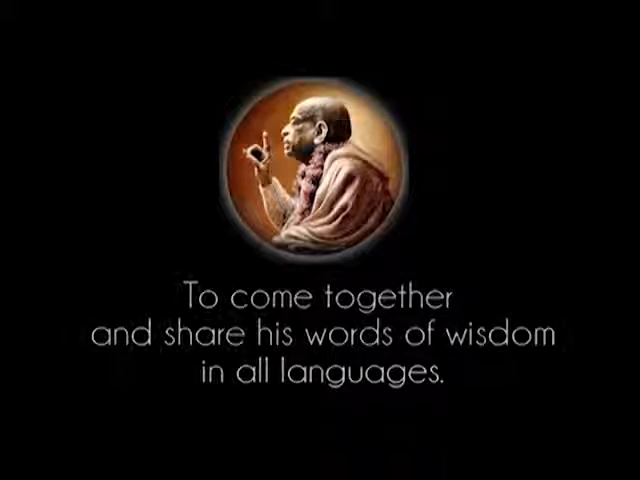 To come together
and share his words of wisdom
in all languages.